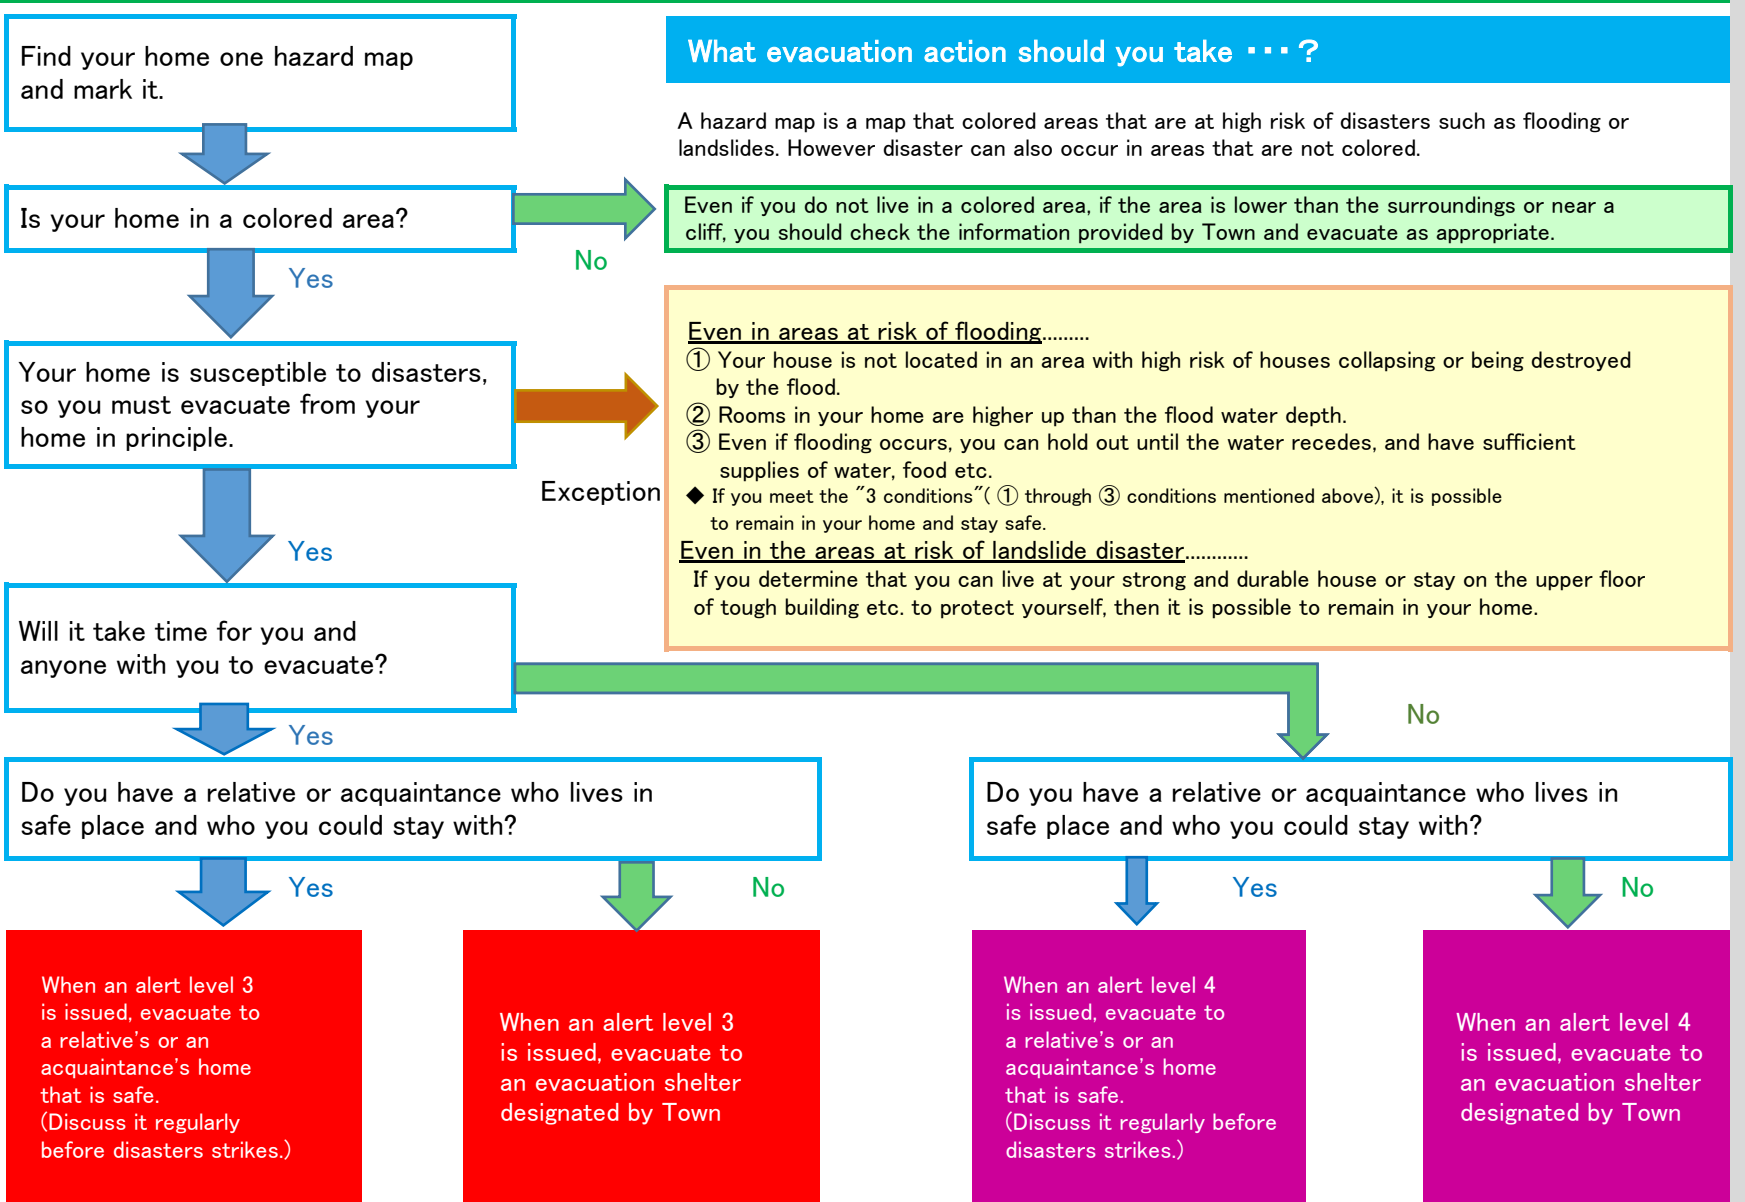 Find your home one hazard map
and mark it.
What evacuation action should you take ・・・？
A hazard map is a map that colored areas that are at high risk of disasters such as flooding or
landslides. However disaster can also occur in areas that are not colored.
Is your home in a colored area?
No
Even if you do not live in a colored area, if the area is lower than the surroundings or near a
cliff, you should check the information provided by Town and evacuate as appropriate.
Yes
Your home is susceptible to disasters,
so you must evacuate from your
home in principle.
Exception
Even in areas at risk of flooding.........
① Your house is not located in an area with high risk of houses collapsing or being destroyed
by the flood.
② Rooms in your home are higher up than the flood water depth.
③ Even if flooding occurs, you can hold out until the water recedes, and have sufficient
supplies of water, food etc.
◆ If you meet the ″3 conditions″( ① through ③ conditions mentioned above), it is possible
to remain in your home and stay safe.
Even in the areas at risk of landslide disaster............
If you determine that you can live at your strong and durable house or stay on the upper floor
of tough building etc. to protect yourself, then it is possible to remain in your home.
Yes
Will it take time for you and
anyone with you to evacuate?
Yes
No
Do you have a relative or acquaintance who lives in
safe place and who you could stay with?
Yes
No
Do you have a relative or acquaintance who lives in
safe place and who you could stay with?
Yes
No
When an alert level 3
is issued, evacuate to
a relative's or an
acquaintance's home
that is safe.
(Discuss it regularly
before disasters strikes.)
When an alert level 3
is issued, evacuate to
an evacuation shelter
designated by Town
When an alert level 4
is issued, evacuate to
a relative's or an
acquaintance's home
that is safe.
(Discuss it regularly before
disasters strikes.)
When an alert level 4
is issued, evacuate to
an evacuation shelter
designated by Town